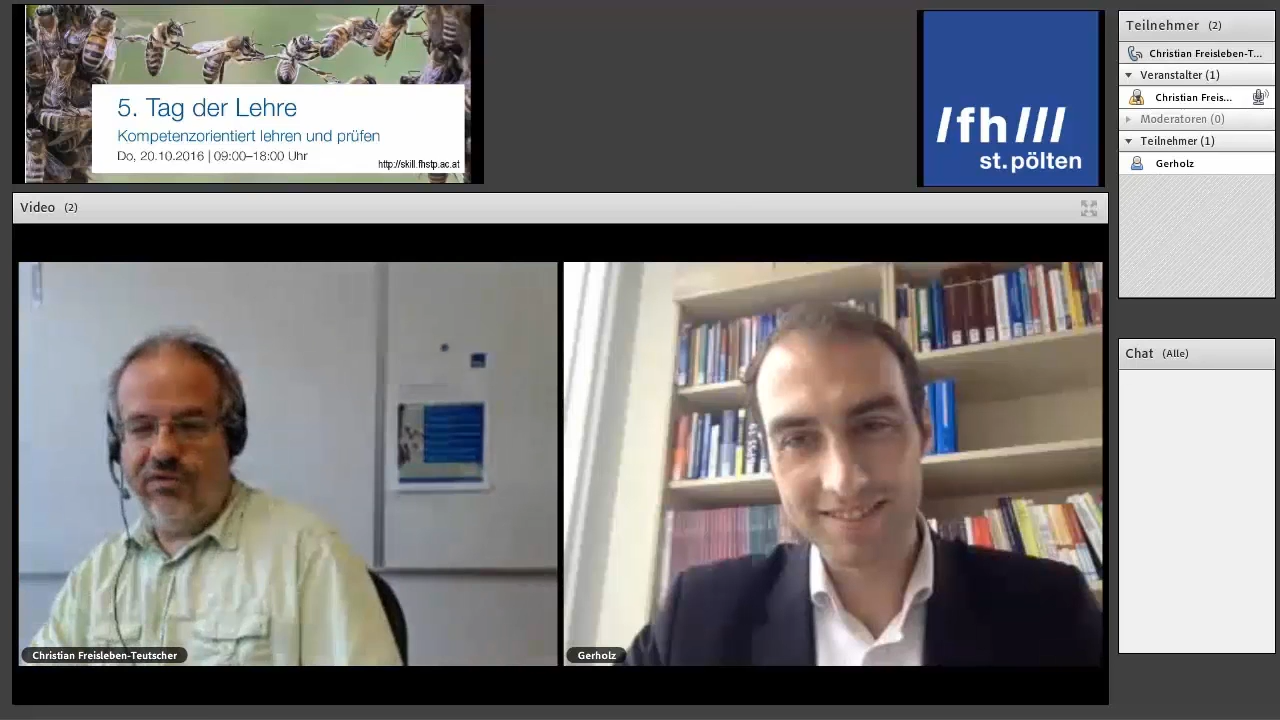 5. Tag der Lehre
Kompetenzorientiert lehren und prüfen
Do, 20.10.2016 | 09:00–18:00 Uhr
http://skill.fhstp.ac.at
/fh///
st.pölten
Teilnehmer (2)
Christian Freisleben-T...
Veranstalter (1)
Christian Freis...
Moderatoren (0)
Teilnehmer (1)
Gerholz
Video (2)
Christian Freisleben-Teutscher
Gerholz
Chat (Alle)